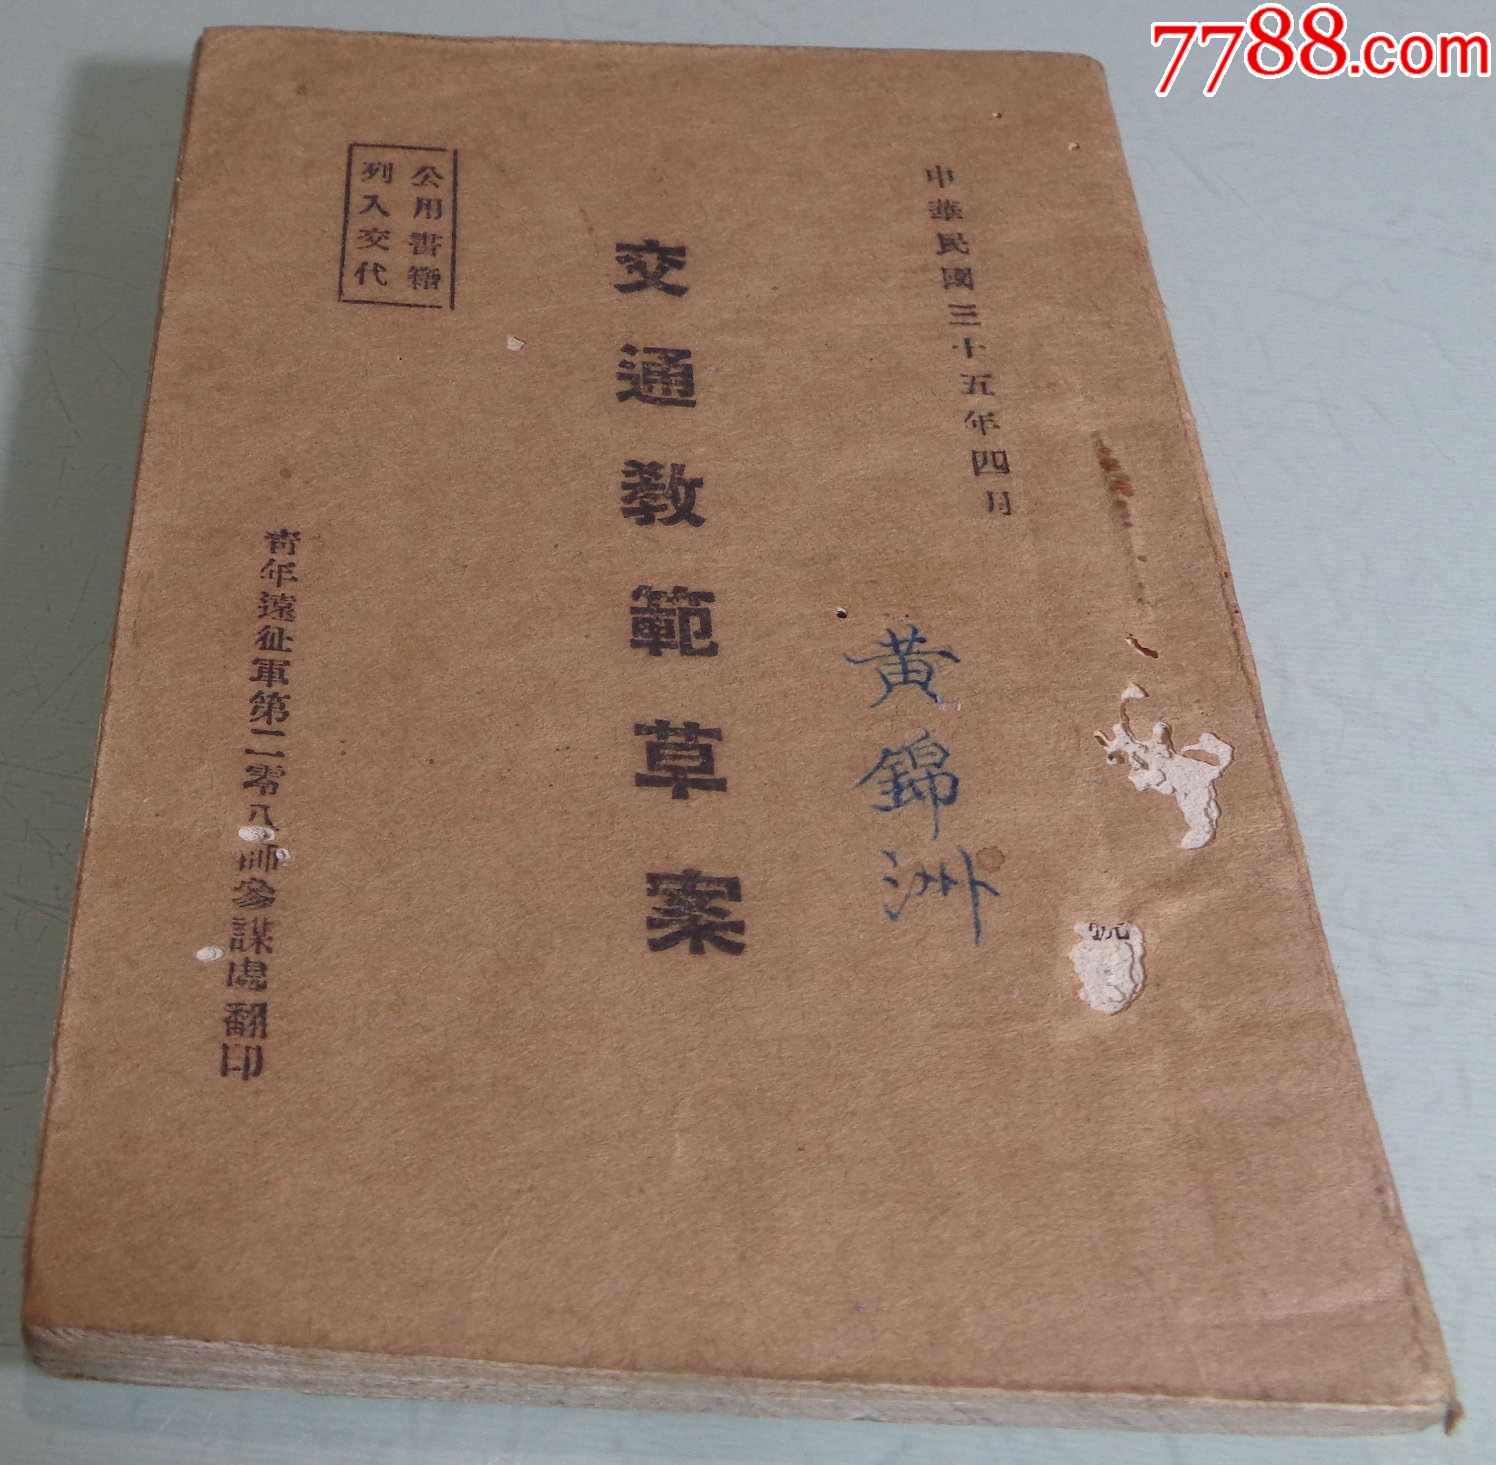 7788.com
中華民國三十五年四月
黄錦洲
交通教範草案
公用書籍
列入交代
青年遠征軍第二零八師參謀處翻印